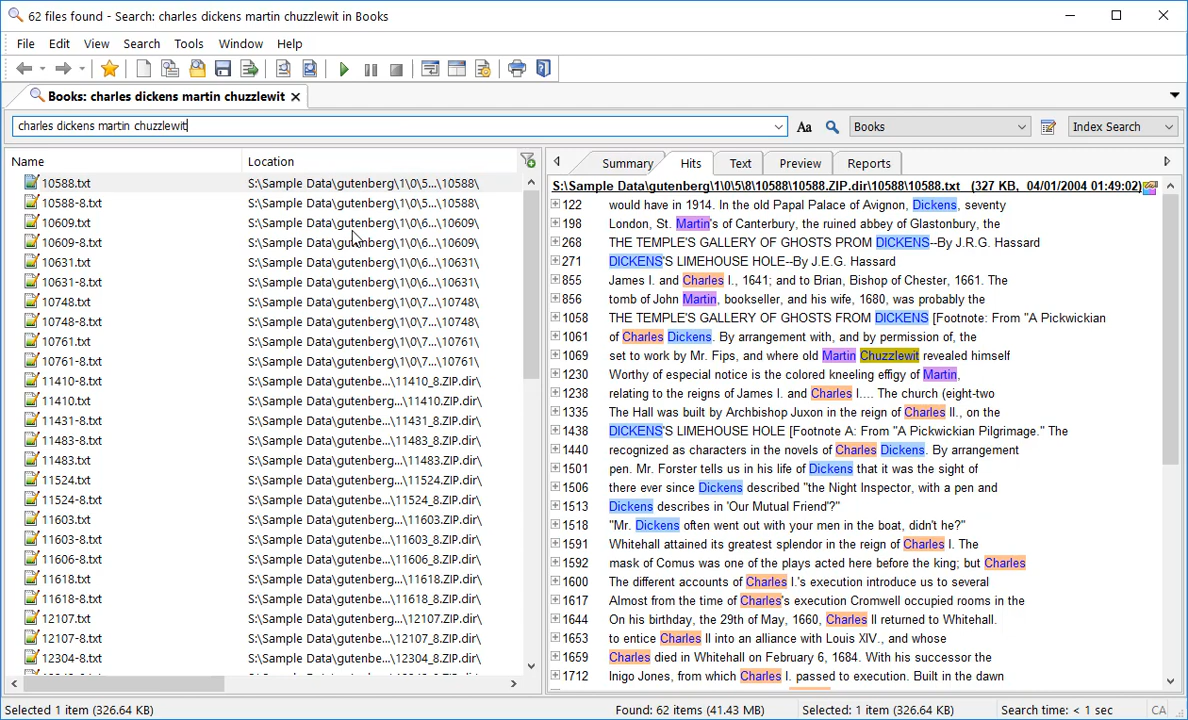 62 files found - Search: charles dickens martin chuzzlewit in Books
File Edit View Search Tools Window Help
Books: charles dickens martin chuzzlewit
charles dickens martin chuzzlewit Aa Books Index Search
Name Location
10588.txt S:\Sample Data\gutenberg\1\0\5...\10588\
10588-8.txt S:\Sample Data\gutenberg\1\0\5...\10588\
10609.txt S:\Sample Data\gutenberg\1\0\6...\10609\
10609-8.txt S:\Sample Data\gutenberg\1\0\6...\10609\
10631.txt S:\Sample Data\gutenberg\1\0\6...\10631\
10631-8.txt S:\Sample Data\gutenberg\1\0\6...\10631\
10748.txt S:\Sample Data\gutenberg\1\0\7...\10748\
10748-8.txt S:\Sample Data\gutenberg\1\0\7...\10748\
10761.txt S:\Sample Data\gutenberg\1\0\7...\10761\
10761-8.txt S:\Sample Data\gutenberg\1\0\7...\10761\
11410-8.txt S:\Sample Data\gutenbe...\11410_8.ZIP.dir\
11410.txt S:\Sample Data\gutenberg...\11410.ZIP.dir\
11431-8.txt S:\Sample Data\gutenbe...\11431_8.ZIP.dir\
11483-8.txt S:\Sample Data\gutenbe...\11483_8.ZIP.dir\
11483.txt S:\Sample Data\gutenberg...\11483.ZIP.dir\
11524.txt S:\Sample Data\gutenberg...\11524.ZIP.dir\
11524-8.txt S:\Sample Data\gutenbe...\11524_8.ZIP.dir\
11603.txt S:\Sample Data\gutenberg...\11603.ZIP.dir\
11603-8.txt S:\Sample Data\gutenbe...\11603_8.ZIP.dir\
11606-8.txt S:\Sample Data\gutenbe...\11606_8.ZIP.dir\
11618.txt S:\Sample Data\gutenberg...\11618.ZIP.dir\
11618-8.txt S:\Sample Data\gutenbe...\11618_8.ZIP.dir\
12107.txt S:\Sample Data\gutenberg...\12107.ZIP.dir\
12107-8.txt S:\Sample Data\gutenbe...\12107_8.ZIP.dir\
12304-8.txt S:\Sample Data\gutenbe...\12304_8.ZIP.dir\
Summary Hits Text Preview Reports
S:\Sample Data\gutenberg\1\0\5\8\10588\10588.ZIP.dir\10588\10588.txt (327 KB, 04/01/2004 01:49:02)
122 would have in 1914. In the old Papal Palace of Avignon, Dickens, seventy
198 London, St. Martin's of Canterbury, the ruined abbey of Glastonbury, the
268 THE TEMPLE'S GALLERY OF GHOSTS PROM DICKENS--By J.R.G. Hassard
271 DICKENS'S LIMEHOUSE HOLE--By J.E.G. Hassard
855 James I. and Charles I., 1641; and to Brian, Bishop of Chester, 1661. The
856 tomb of John Martin, bookseller, and his wife, 1680, was probably the
1058 THE TEMPLE'S GALLERY OF GHOSTS FROM DICKENS [Footnote: From "A Pickwickian
1061 of Charles Dickens. By arrangement with, and by permission of, the
1069 set to work by Mr. Fips, and where old Martin Chuzzlewit revealed himself
1230 Worthy of especial notice is the colored kneeling effigy of Martin,
1238 relating to the reigns of James I. and Charles I.... The church (eight-two
1335 The Hall was built by Archbishop Juxon in the reign of Charles II., on the
1438 DICKENS'S LIMEHOUSE HOLE [Footnote A: From "A Pickwickian Pilgrimage." The
1440 recognized as characters in the novels of Charles Dickens. By arrangement
1501 pen. Mr. Forster tells us in his life of Dickens that it was the sight of
1506 there ever since Dickens described "the Night Inspector, with a pen and
1513 Dickens describes in 'Our Mutual Friend'?"
1518 "Mr. Dickens often went out with your men in the boat, didn't he?"
1591 Whitehall attained its greatest splendor in the reign of Charles I. The
1592 mask of Comus was one of the plays acted here before the king; but Charles
1600 The different accounts of Charles I.'s execution introduce us to several
1617 Almost from the time of Charles's execution Cromwell occupied rooms in the
1644 On his birthday, the 29th of May, 1660, Charles II returned to Whitehall.
1653 to entice Charles II into an alliance with Louis XIV., and whose
1659 Charles died in Whitehall on February 6, 1684. With his successor the
1712 Inigo Jones, from which Charles I. passed to execution. Built in the dawn
Selected 1 item (326.64 KB) Found: 62 items (41.43 MB) Selected: 1 item (326.64 KB) Search time: < 1 sec CA